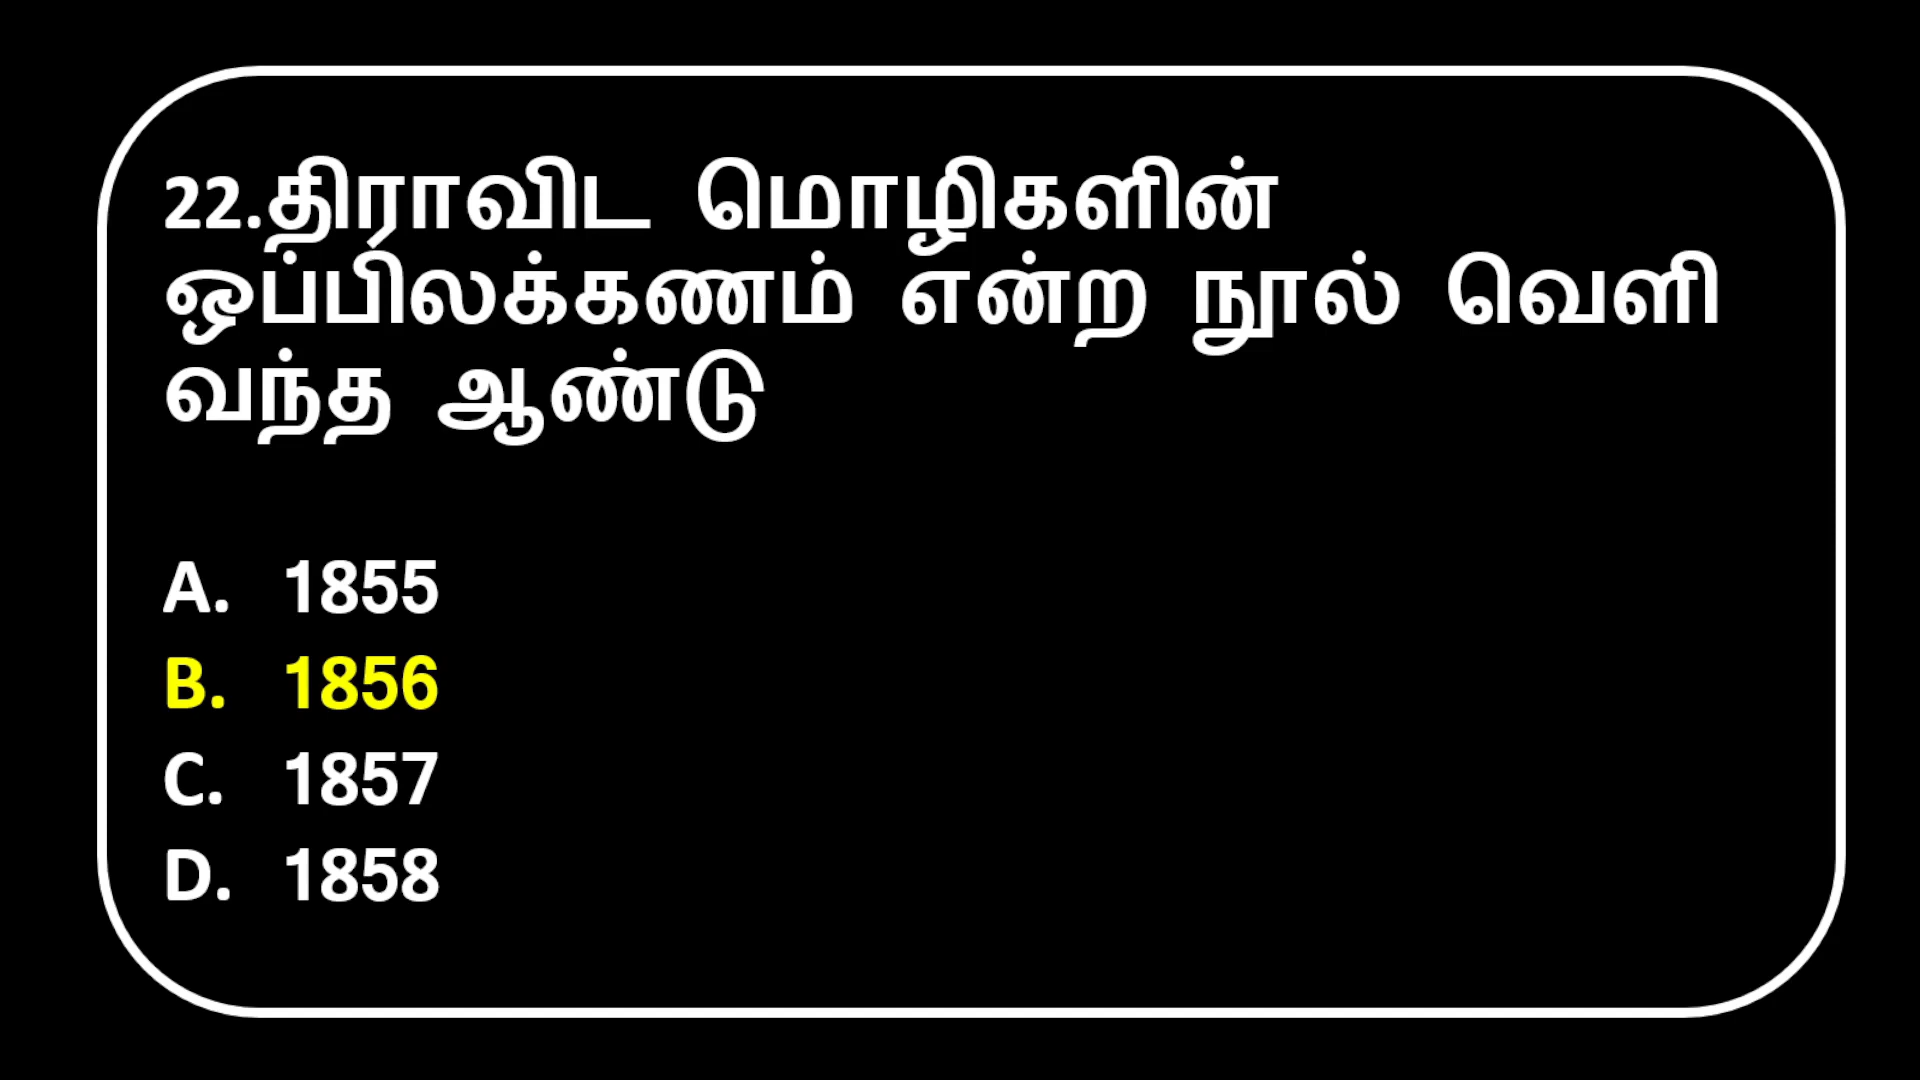 22.திராவிட மொழிகளின்
ஒப்பிலக்கணம் என்ற நூல் வெளி
வந்த ஆண்டு
A. 1855
B. 1856
C. 1857
D. 1858